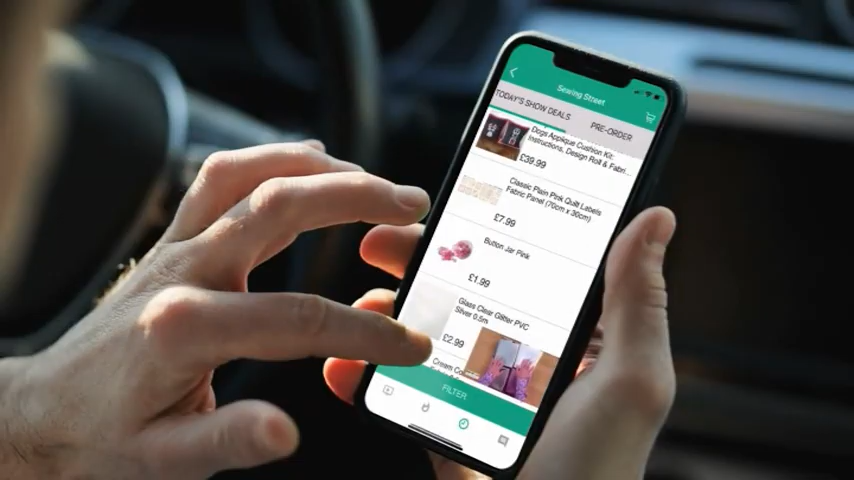 Sewing Street
TODAY'S SHOW DEALS
PRE-ORDER
Dogs Applique Cushion Kit:
Instructions, Design Roll & Fabri...
£39.99
Classic Plain Pink Quilt Labels
Fabric Panel (70cm x 30cm)
£7.99
Button Jar Pink
£1.99
Glass Clear Glitter PVC
Silver 0.5m
£2.99
FILTER